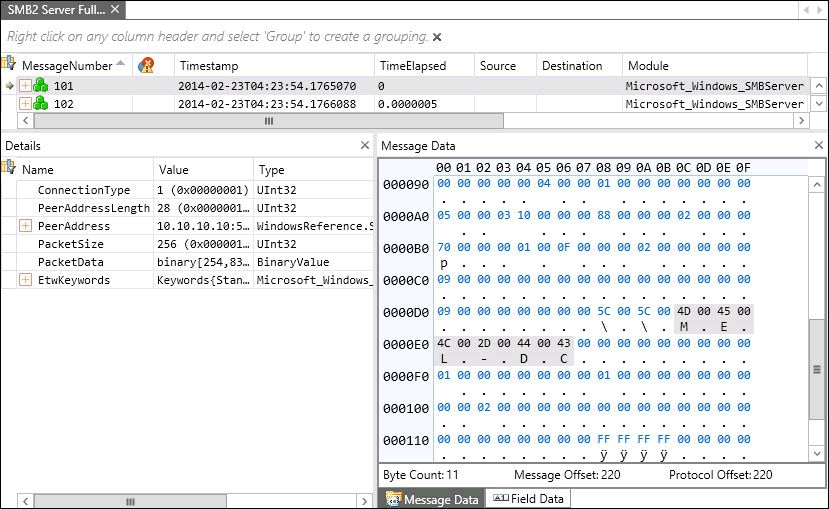 SMB2 Server Full... ×
Right click on any column header and select 'Group' to create a grouping. ×
MessageNumber Timestamp TimeElapsed Source Destination Module
101 2014-02-23T04:23:54.1765070 0 Microsoft_Windows_SMBServer
102 2014-02-23T04:23:54.1766088 0.0000005 Microsoft_Windows_SMBServer
Details ×
Name Value Type
ConnectionType 1 (0x00000001) UInt32
PeerAddressLength 28 (0x0000001... UInt32
PeerAddress 10.10.10.10:5... WindowsReference.S
PacketSize 256 (0x000001... UInt32
PacketData binary[254,83... BinaryValue
EtwKeywords Keywords{Stan... Microsoft_Windows_
Message Data ×
00 01 02 03 04 05 06 07 08 09 0A 0B 0C 0D 0E 0F
000090 00 00 00 00 04 00 00 01 00 00 00 00 00 00 00
. . . . . . . . . . . . . . . .
0000A0 05 00 00 03 10 00 00 00 88 00 00 00 02 00 00 00
. . . . . . . . . . . . . . . .
0000B0 70 00 00 00 01 00 0F 00 00 00 02 00 00 00 00
p . . . . . . . . . . . . . . .
0000C0 09 00 00 00 00 00 00 00 00 00 00 00 00 00 00 00
. . . . . . . . . . . . . . . .
0000D0 09 00 00 00 00 00 00 00 5C 00 5C 00 4D 00 45 00
. . . . . . . . \ . \ . M . E .
0000E0 4C 00 2D 00 44 00 43 00 00 00 00 00 00 00 00
L . - . D . C . . . . . . . . .
0000F0 01 00 00 00 00 00 00 00 01 00 00 00 00 00 00 00
. . . . . . . . . . . . . . . .
000100 00 00 02 00 00 00 00 00 00 00 00 00 00 00 00 00
. . . . . . . . . . . . . . . .
000110 00 00 00 00 00 00 00 00 FF FF FF FF 00 00 00 00
. . . . . . . . ÿ ÿ ÿ ÿ . . . .
Byte Count: 11 Message Offset: 220 Protocol Offset: 220
Message Data Field Data